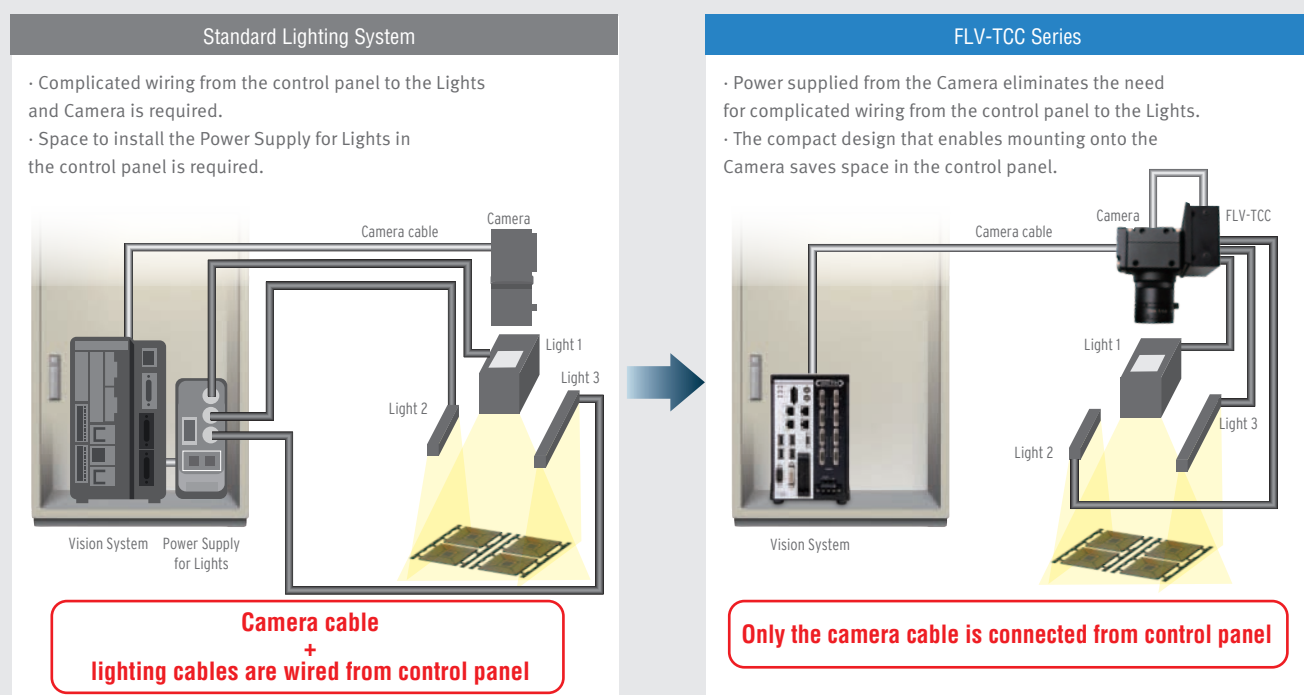 Standard Lighting System
· Complicated wiring from the control panel to the Lights
and Camera is required.
· Space to install the Power Supply for Lights in
the control panel is required.
Camera
Camera cable
Light 1
Light 3
Light 2
Vision System
Power Supply
for Lights
Camera cable
+
lighting cables are wired from control panel
FLV-TCC Series
· Power supplied from the Camera eliminates the need
for complicated wiring from the control panel to the Lights.
· The compact design that enables mounting onto the
Camera saves space in the control panel.
Camera
FLV-TCC
Camera cable
Light 1
Light 3
Light 2
Vision System
Only the camera cable is connected from control panel